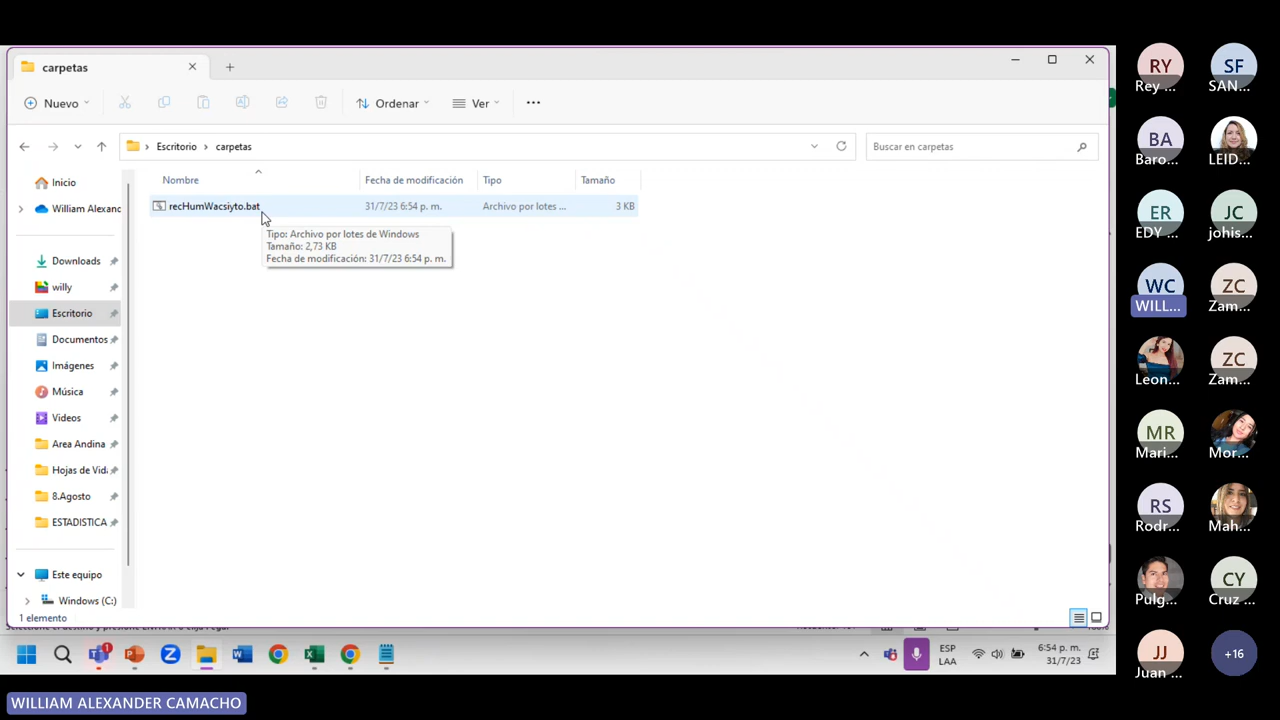 carpetas
Nuevo
Ordenar
Ver
Escritorio > carpetas
Buscar en carpetas
Nombre
Fecha de modificación
Tipo
Tamaño
recHumWacsiyto.bat
31/7/23 6:54 p. m.
Archivo por lotes ...
3 KB
Tipo: Archivo por lotes de Windows
Tamaño: 2,73 KB
Fecha de modificación: 31/7/23 6:54 p. m.
Inicio
William Alexanc
Downloads
willy
Escritorio
Documentos
Imágenes
Música
Videos
Area Andina
Hojas de Vida
8.Agosto
ESTADISTICA
Este equipo
Windows (C:)
1 elemento
ESP
LAA
6:54 p. m.
31/7/23
RY
Rey ...
SF
SAN...
BA
Baro...
LEID...
ER
EDY ...
JC
johis...
WC
WILL...
ZC
Zam...
Leon...
ZC
Zam...
MR
Mari...
Mor...
RS
Rodr...
Mah...
Pulg...
CY
Cruz ...
JJ
Juan ...
+16
WILLIAM ALEXANDER CAMACHO